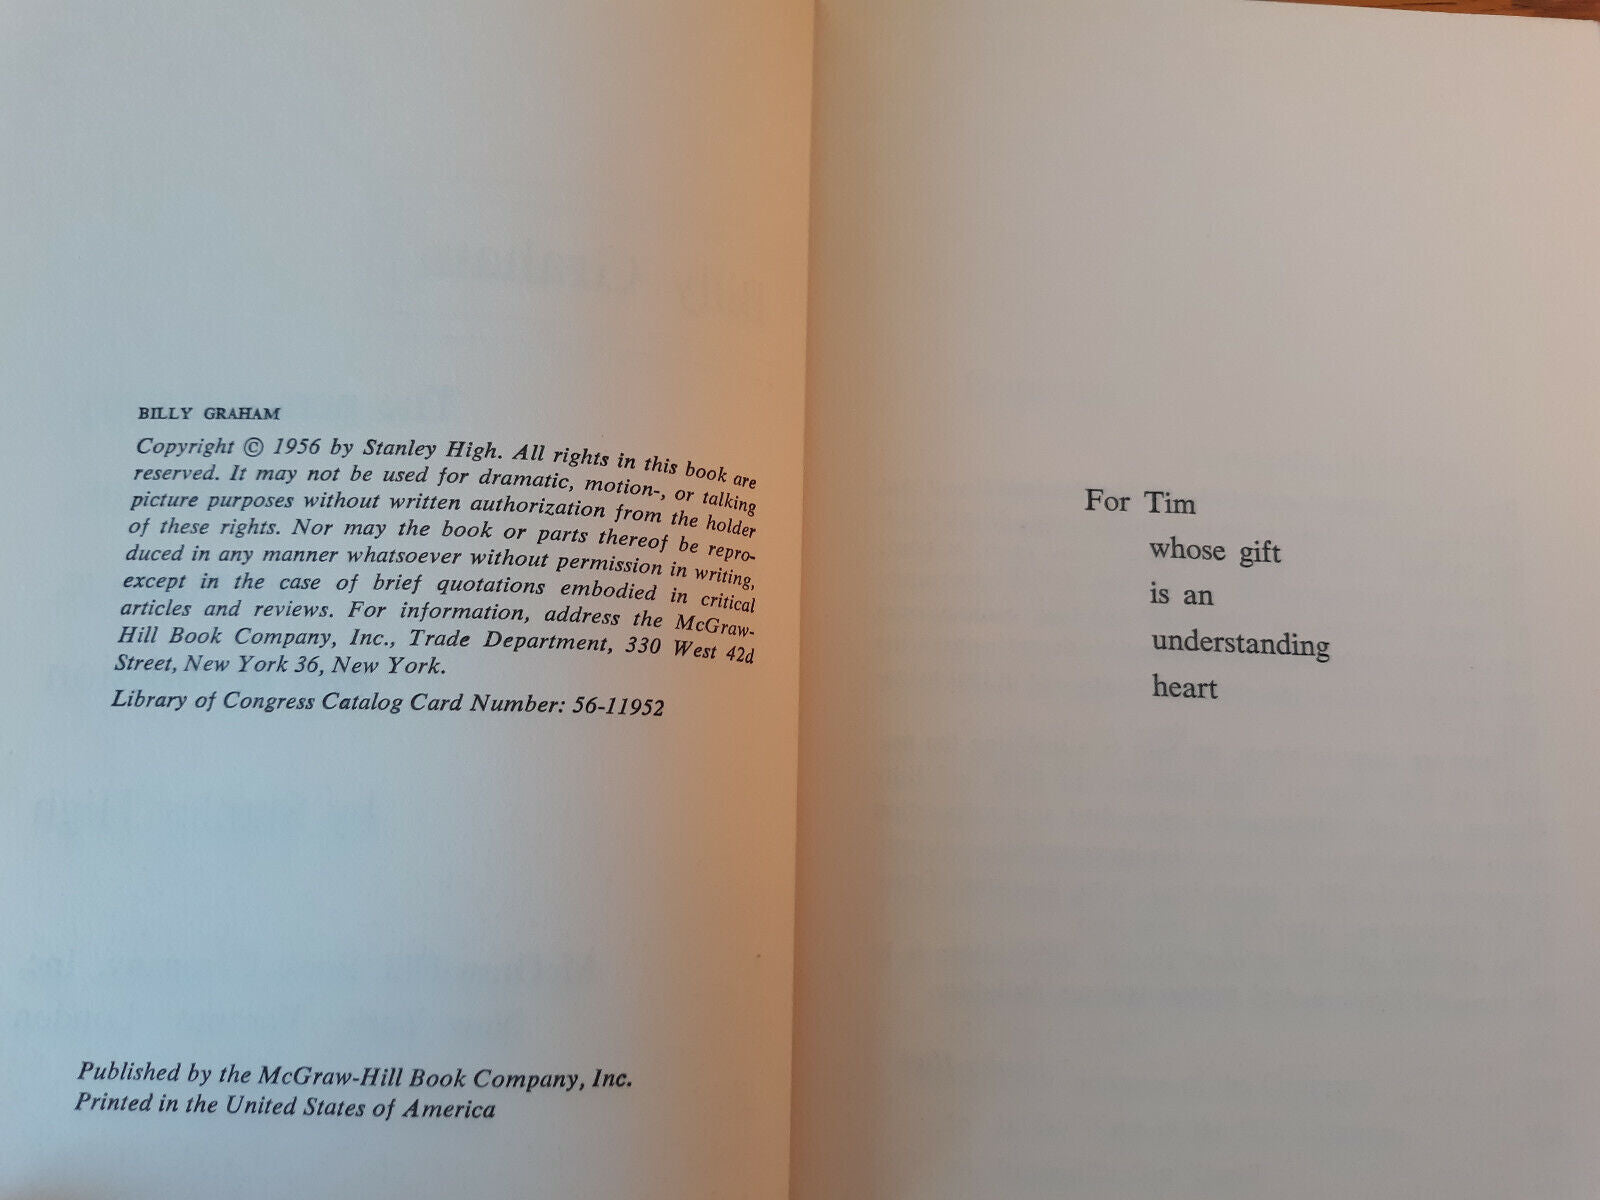 BILLY GRAHAM
Copyright © 1956 by Stanley High. All rights in this book are
reserved. It may not be used for dramatic, motion-, or talking
picture purposes without written authorization from the holder
of these rights. Nor may the book or parts thereof be repro-
duced in any manner whatsoever without permission in writing,
except in the case of brief quotations embodied in critical
articles and reviews. For information, address the McGraw-
Hill Book Company, Inc., Trade Department, 330 West 42d
Street, New York 36, New York.
Library of Congress Catalog Card Number: 56-11952
Published by the McGraw-Hill Book Company, Inc.
Printed in the United States of America
For Tim
whose gift
is an
understanding
heart